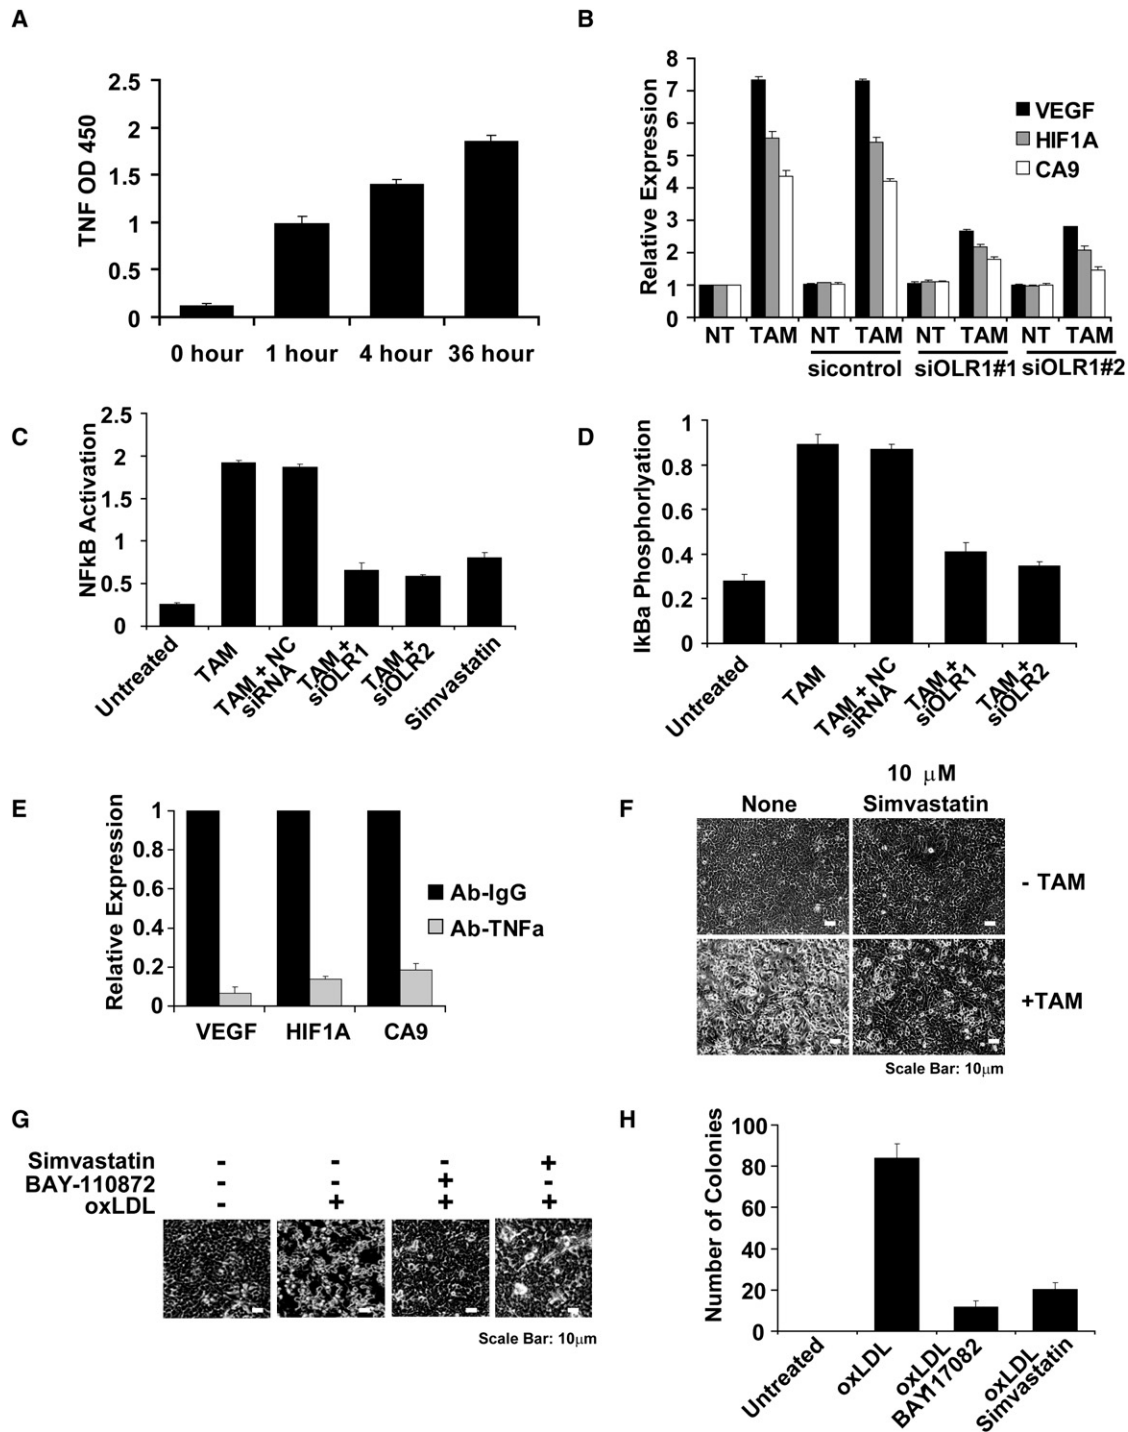 A
TNF OD 450
2.5
2
1.5
1
0.5
0
0 hour 1 hour 4 hour 36 hour
B
Relative Expression
8
7
6
5
4
3
2
1
0
VEGF
HIF1A
CA9
NT TAM NT TAM NT TAM NT TAM
sicontrol siOLR1#1 siOLR1#2
C
NFkB Activation
2.5
2
1.5
1
0.5
0
Untreated
TAM
TAM + NC
siRNA
TAM +
siOLR1
TAM +
siOLR2
Simvastatin
D
IkBa Phosphorlyation
1
0.8
0.6
0.4
0.2
0
Untreated
TAM
TAM + NC
siRNA
TAM +
siOLR1
TAM +
siOLR2
E
Relative Expression
1
0.8
0.6
0.4
0.2
0
Ab-IgG
Ab-TNFa
VEGF HIF1A CA9
F
10 μM
None Simvastatin
- TAM
+TAM
Scale Bar: 10μm
G
Simvastatin - - - +
BAY-110872 - - + -
oxLDL - + + +
Scale Bar: 10μm
H
Number of Colonies
100
80
60
40
20
0
Untreated
oxLDL
oxLDL
BAY117082
oxLDL
Simvastatin